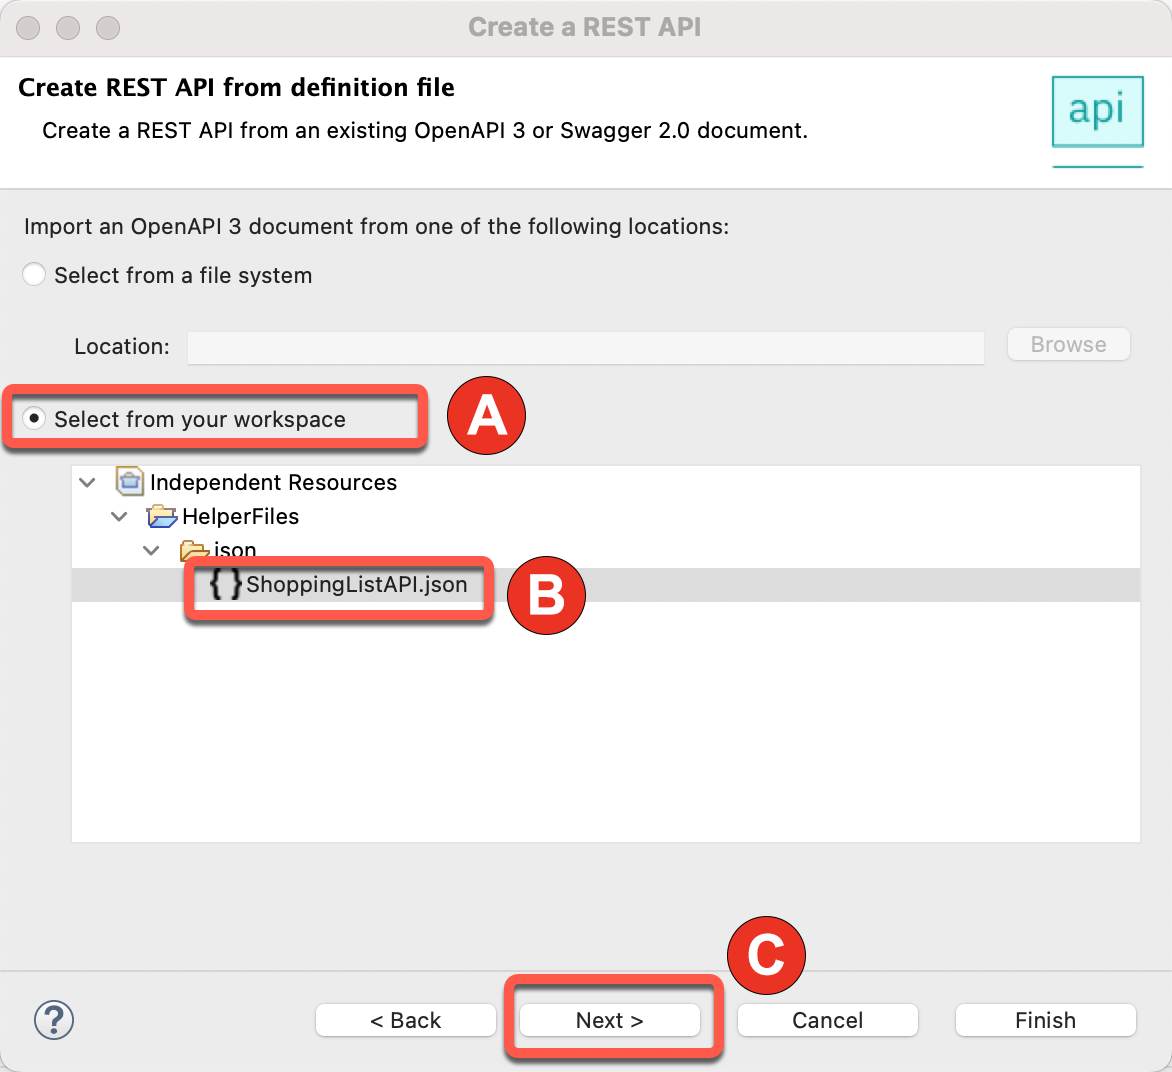 Create a REST API
Create REST API from definition file
Create a REST API from an existing OpenAPI 3 or Swagger 2.0 document.
api
Import an OpenAPI 3 document from one of the following locations:
Select from a file system
Location:
Browse
Select from your workspace
A
Independent Resources
HelperFiles
json
{ } ShoppingListAPI.json
B
C
?
< Back
Next >
Cancel
Finish